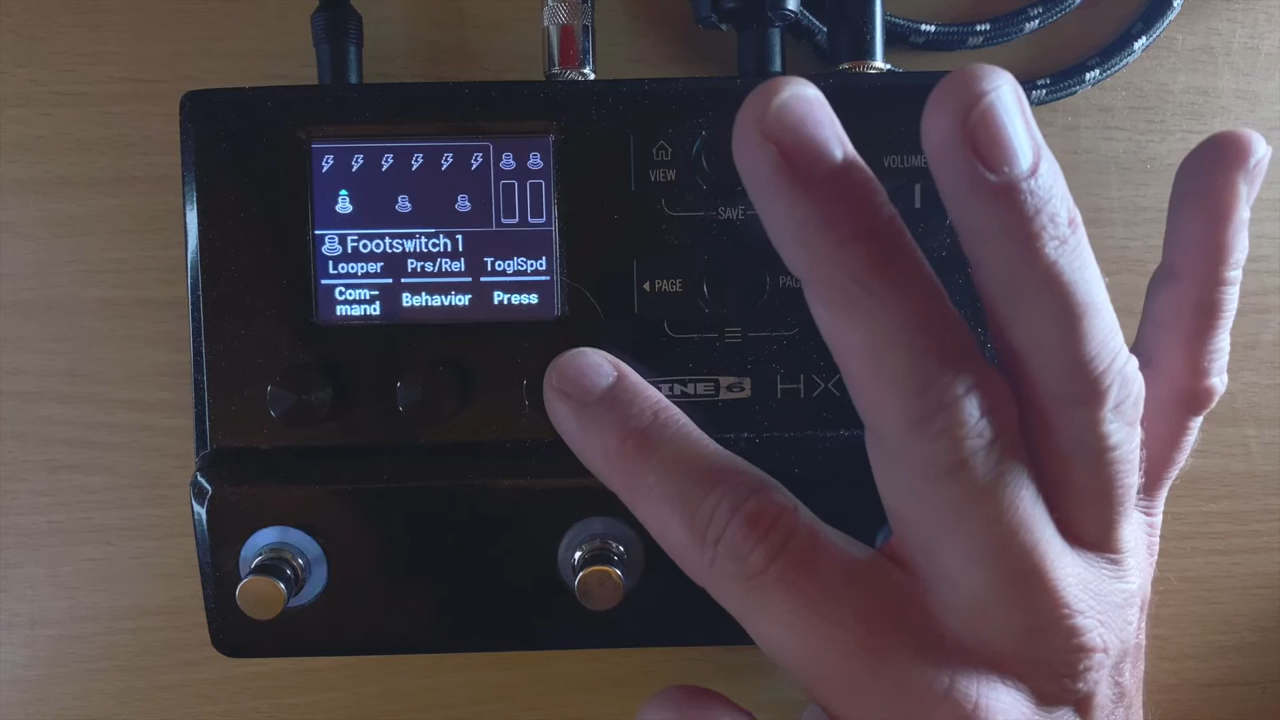 VIEW
VOLUME
SAVE
Footswitch 1
Looper Prs/Rel ToglSpd
Com-
mand Behavior Press
PAGE
LINE 6 HX